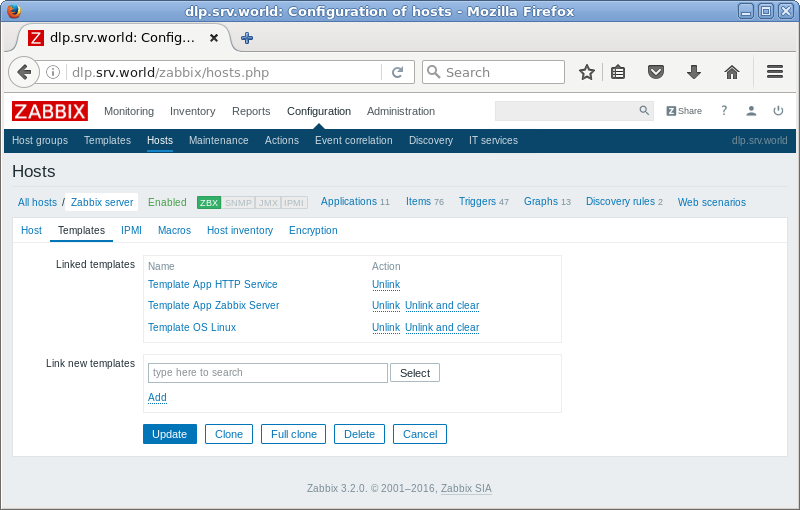 dlp.srv.world: Configuration of hosts - Mozilla Firefox
Z dlp.srv.world: Config...
dlp.srv.world/zabbix/hosts.php Search
ZABBIX Monitoring Inventory Reports Configuration Administration Z Share ?
Host groups Templates Hosts Maintenance Actions Event correlation Discovery IT services dlp.srv.world
Hosts
All hosts / Zabbix server Enabled ZBX SNMP JMX IPMI Applications 11 Items 76 Triggers 47 Graphs 13 Discovery rules 2 Web scenarios
Host Templates IPMI Macros Host inventory Encryption
Linked templates Name Action
Template App HTTP Service Unlink
Template App Zabbix Server Unlink Unlink and clear
Template OS Linux Unlink Unlink and clear
Link new templates type here to search Select
Add
Update Clone Full clone Delete Cancel
Zabbix 3.2.0. © 2001–2016, Zabbix SIA